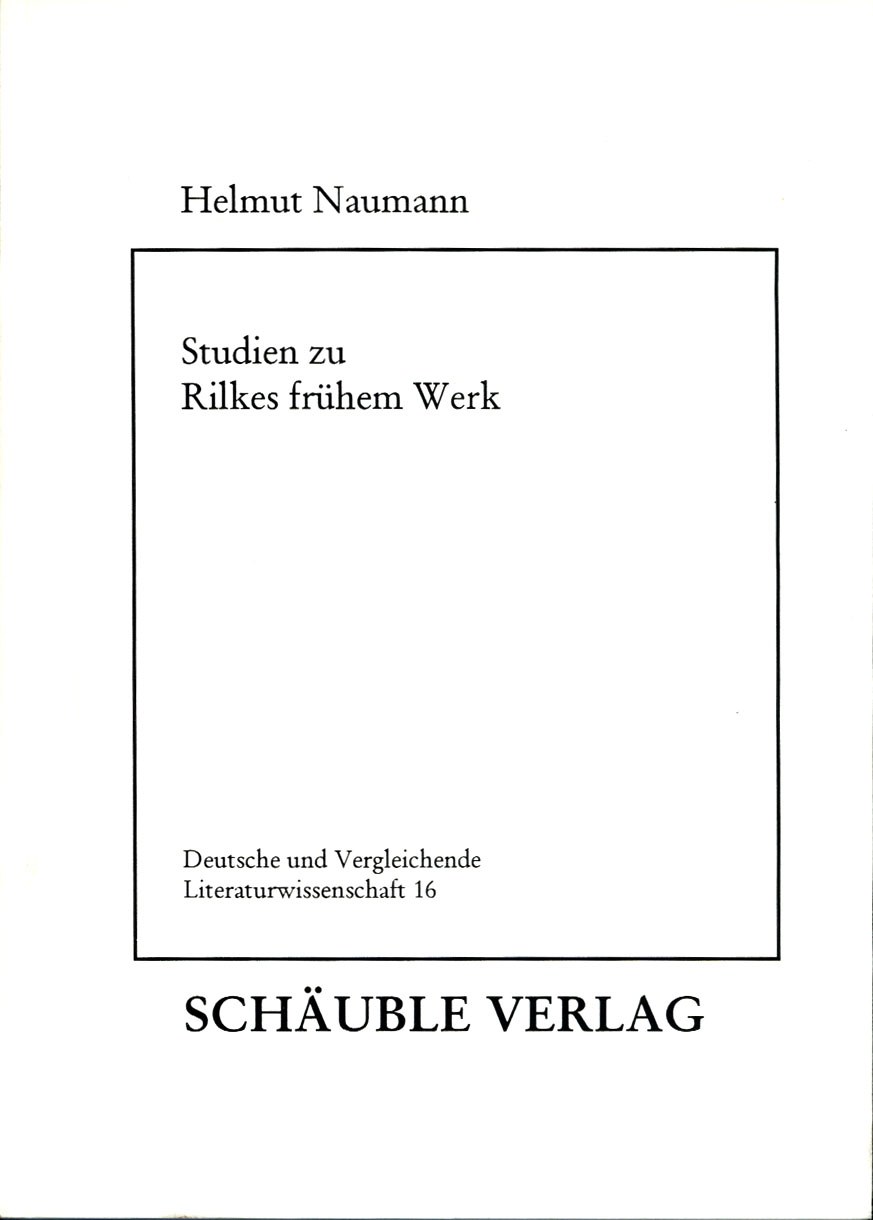 Helmut Naumann
Studien zu
Rilkes frühem Werk
Deutsche und Vergleichende
Literaturwissenschaft 16
SCHÄUBLE VERLAG